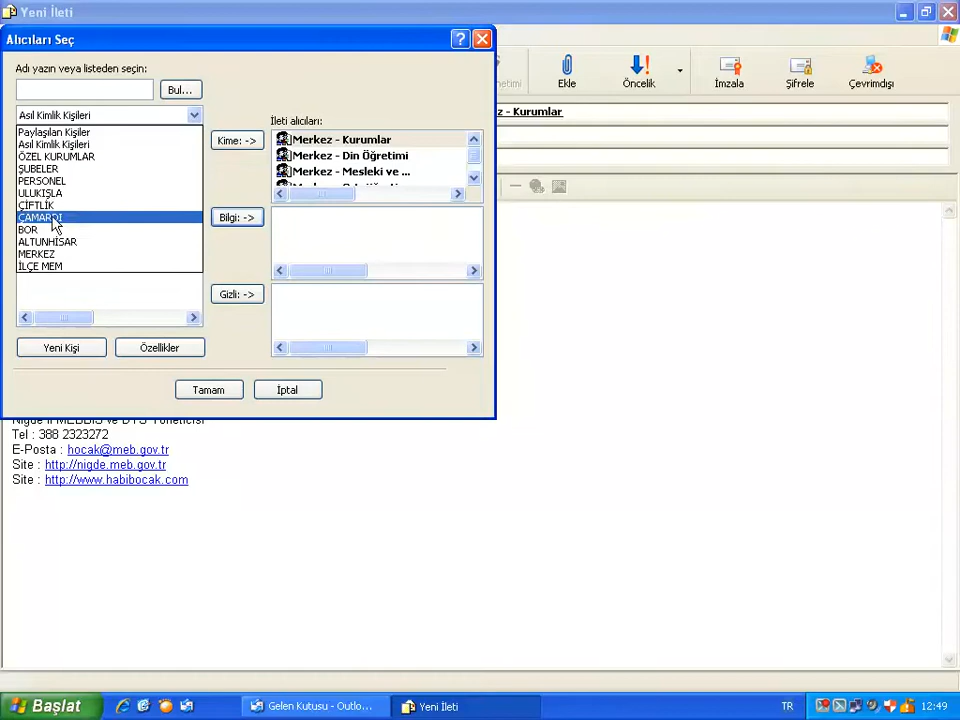 Yeni İleti
Alıcıları Seç
Adı yazın veya listeden seçin:
Bul...
Asıl Kimlik Kişileri
Paylaşılan Kişiler
Asıl Kimlik Kişileri
ÖZEL KURUMLAR
ŞUBELER
PERSONEL
ULUKIŞLA
ÇİFTLİK
ÇAMARDI
BOR
ALTUNHİSAR
MERKEZ
İLÇE MEM
İleti alıcıları:
Kime: ->
Merkez - Kurumlar
Merkez - Din Öğretimi
Merkez - Mesleki ve ...
Bilgi: ->
Gizli: ->
Yeni Kişi
Özellikler
Tamam
İptal
Ekle
Öncelik
İmzala
Şifrele
Çevrimdışı
z - Kurumlar
Tel : 388 2323272
E-Posta : hocak@meb.gov.tr
Site : http://nigde.meb.gov.tr
Site : http://www.habibocak.com
Başlat
Gelen Kutusu - Outlo...
Yeni İleti
TR
12:49